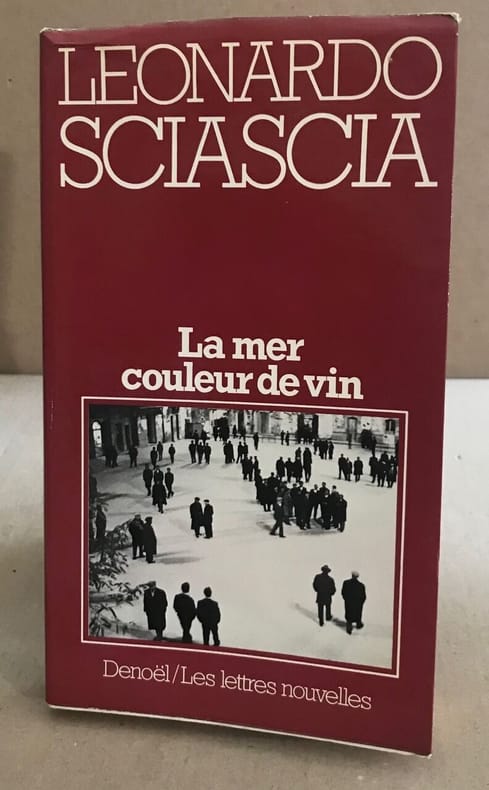 LEONARDO
SCIASCIA
La mer
couleur de vin
Denoël/Les lettres nouvelles